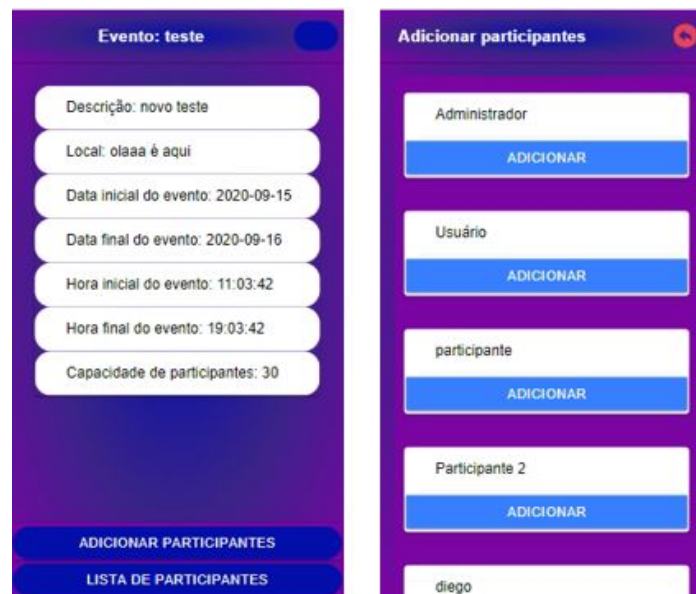 Evento: teste
Descrição: novo teste
Local: olaaa é aqui
Data inicial do evento: 2020-09-15
Data final do evento: 2020-09-16
Hora inicial do evento: 11:03:42
Hora final do evento: 19:03:42
Capacidade de participantes: 30
ADICIONAR PARTICIPANTES
LISTA DE PARTICIPANTES
Adicionar participantes
Administrador
ADICIONAR
Usuário
ADICIONAR
participante
ADICIONAR
Participante 2
ADICIONAR
diego